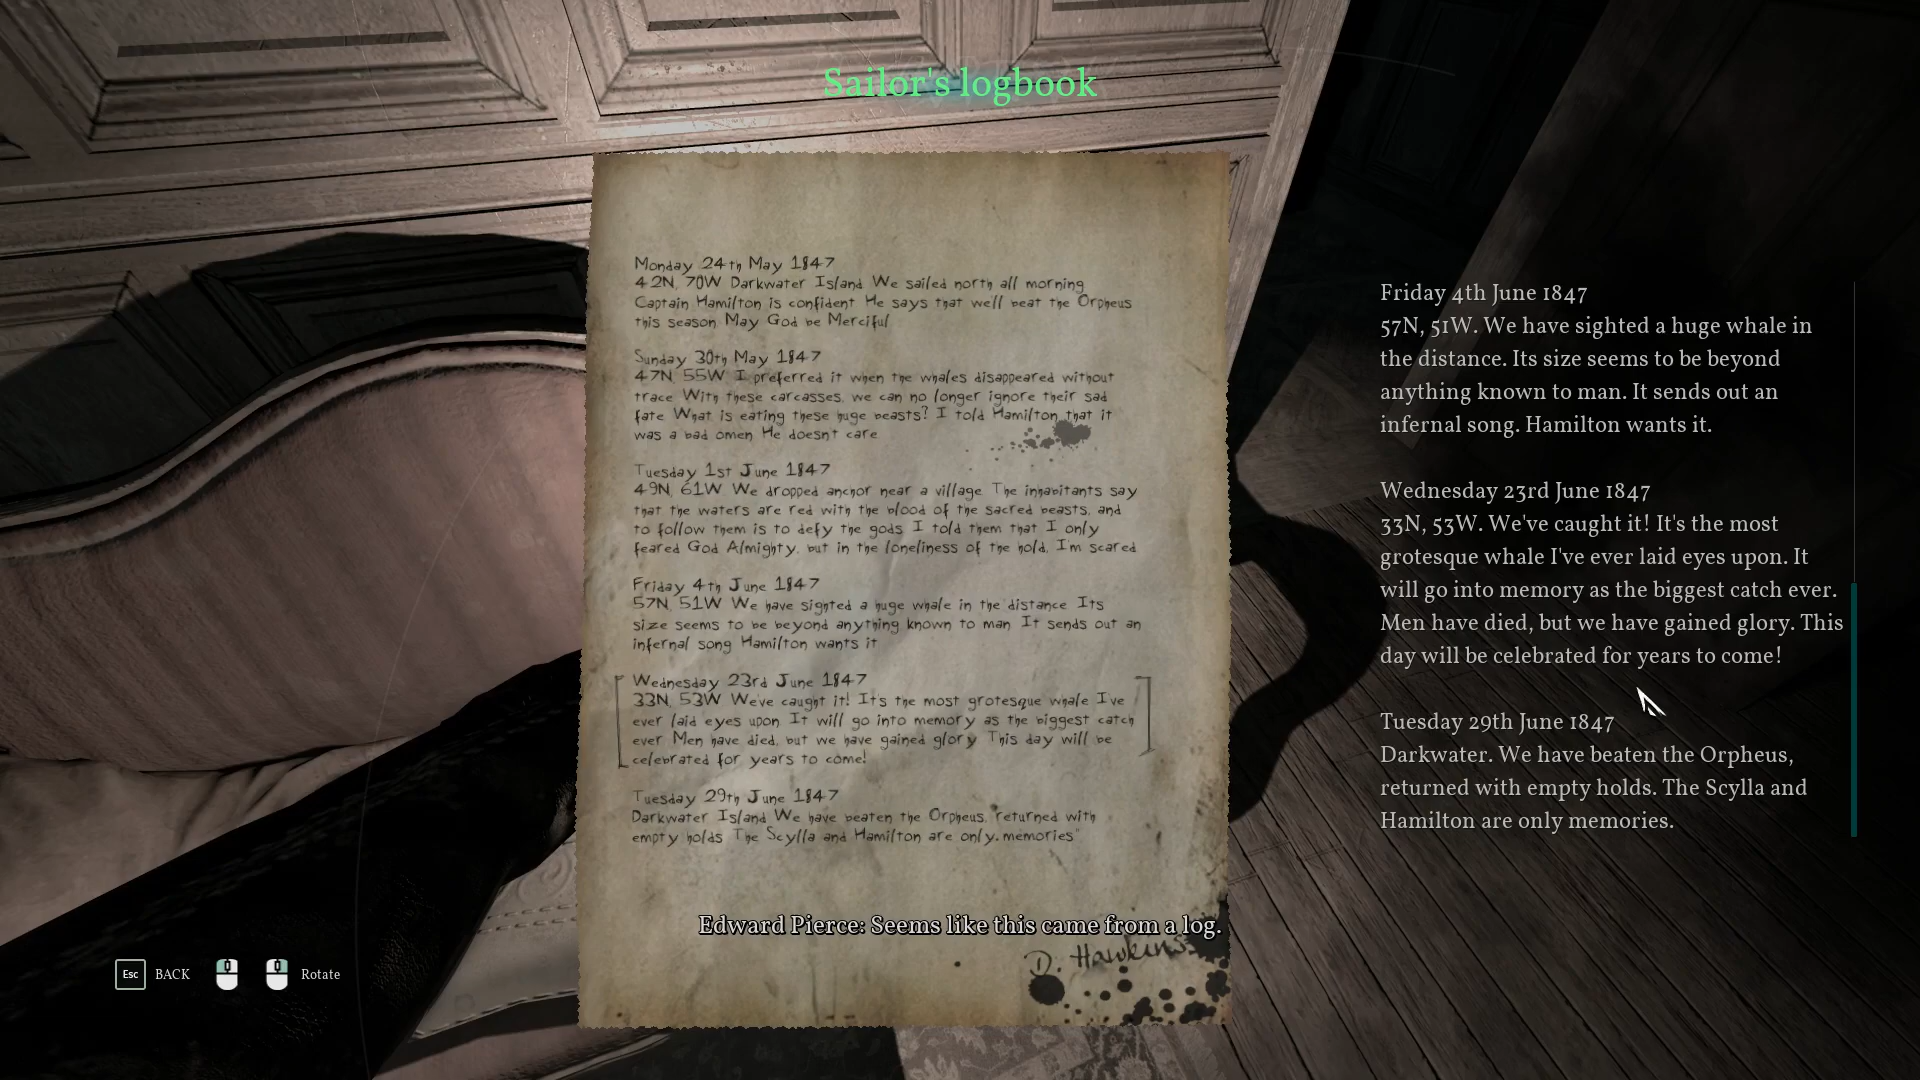 Sailor's logbook
Monday 24th May 1847
42N, 70W Darkwater Island We sailed north all morning
Captain Hamilton is confident He says that we'll beat the Orpheus
this season May God be Merciful
Sunday 30th May 1847
47N 55W I preferred it when the whales disappeared without
trace With these carcasses, we can no longer ignore their sad
fate What is eating these huge beasts? I told Hamilton that it
was a bad omen He doesn't care
Tuesday 1st June 1847
49N, 61W We dropped anchor near a village The inhabitants say
that the waters are red with the blood of the sacred beasts, and
to follow them is to defy the gods I told them that I only
feared God Almighty, but in the loneliness of the hold, I'm scared
Friday 4th June 1847
57N, 51W We have sighted a huge whale in the distance Its
size seems to be beyond anything known to man It sends out an
infernal song Hamilton wants it
Wednesday 23rd June 1847
33N, 53W We've caught it! It's the most grotesque whale I've
ever laid eyes upon It will go into memory as the biggest catch
ever Men have died, but we have gained glory This day will be
celebrated for years to come!
Tuesday 29th June 1847
Darkwater Island We have beaten the Orpheus, returned with
empty holds The Scylla and Hamilton are only memories"
D. Hawkins
Edward Pierce: Seems like this came from a log.
Friday 4th June 1847
57N, 51W. We have sighted a huge whale in
the distance. Its size seems to be beyond
anything known to man. It sends out an
infernal song. Hamilton wants it.
Wednesday 23rd June 1847
33N, 53W. We've caught it! It's the most
grotesque whale I've ever laid eyes upon. It
will go into memory as the biggest catch ever.
Men have died, but we have gained glory. This
day will be celebrated for years to come!
Tuesday 29th June 1847
Darkwater. We have beaten the Orpheus,
returned with empty holds. The Scylla and
Hamilton are only memories.
Esc BACK Rotate